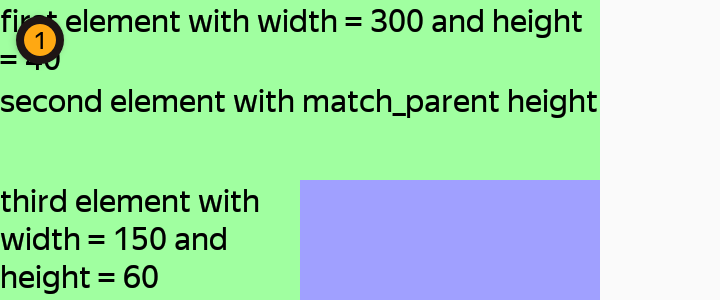 first element with width = 300 and height
= 40
1
second element with match_parent height
third element with
width = 150 and
height = 60